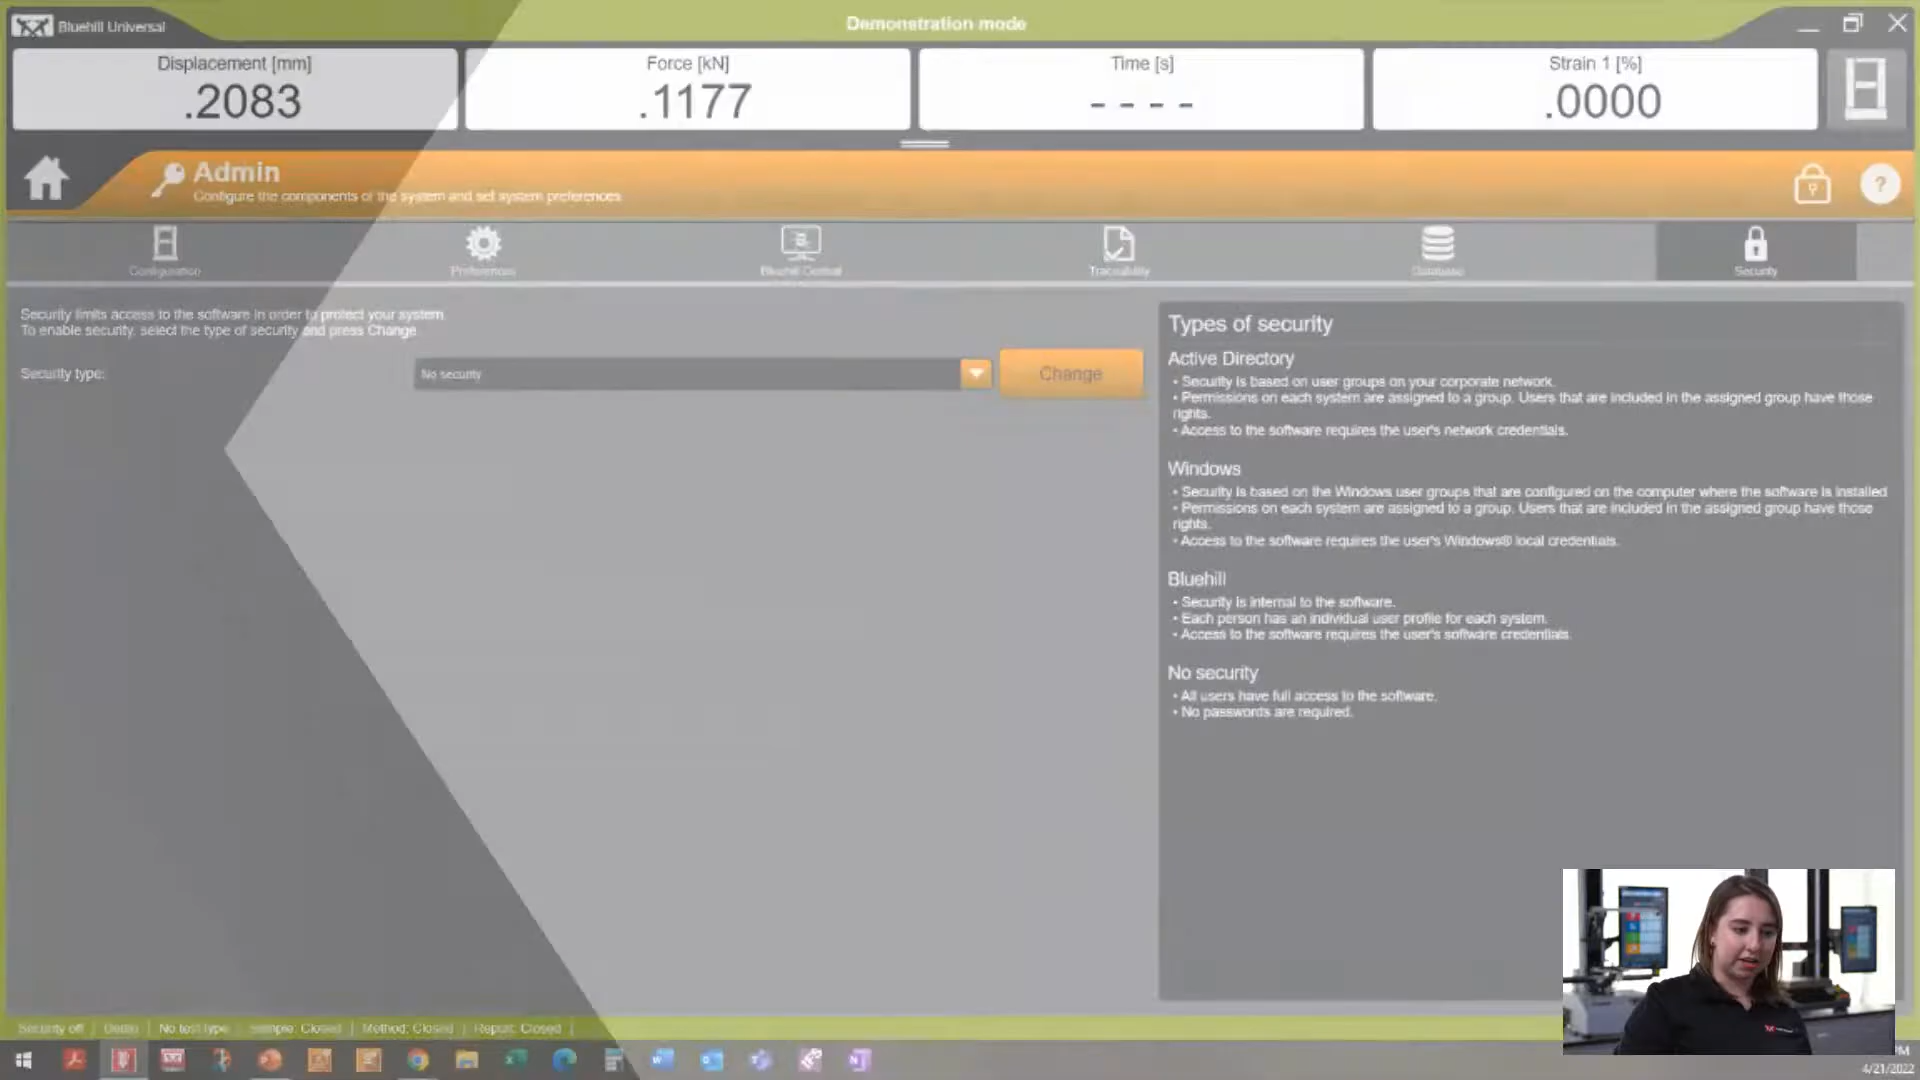 Bluehill Universal
Demonstration mode
Displacement [mm]
.2083
Force [kN]
.1177
Time [s]
- - - -
Strain 1 [%]
.0000
Admin
Configure the components of the system and set system preferences
?
Configuration
Preferences
Bluehill Central
Traceability
Database
Security
Security limits access to the software in order to protect your system.
To enable security, select the type of security and press Change
Security type:
No security
Change
Types of security
Active Directory
• Security is based on user groups on your corporate network.
• Permissions on each system are assigned to a group. Users that are included in the assigned group have those
rights.
• Access to the software requires the user's network credentials.
Windows
• Security is based on the Windows user groups that are configured on the computer where the software is installed
• Permissions on each system are assigned to a group. Users that are included in the assigned group have those
rights.
• Access to the software requires the user's Windows® local credentials.
Bluehill
• Security is internal to the software.
• Each person has an individual user profile for each system.
• Access to the software requires the user's software credentials.
No security
• All users have full access to the software.
• No passwords are required.
Security off | Demo | No test type | Sample: Closed | Method: Closed | Report: Closed |
PM
4/21/2022